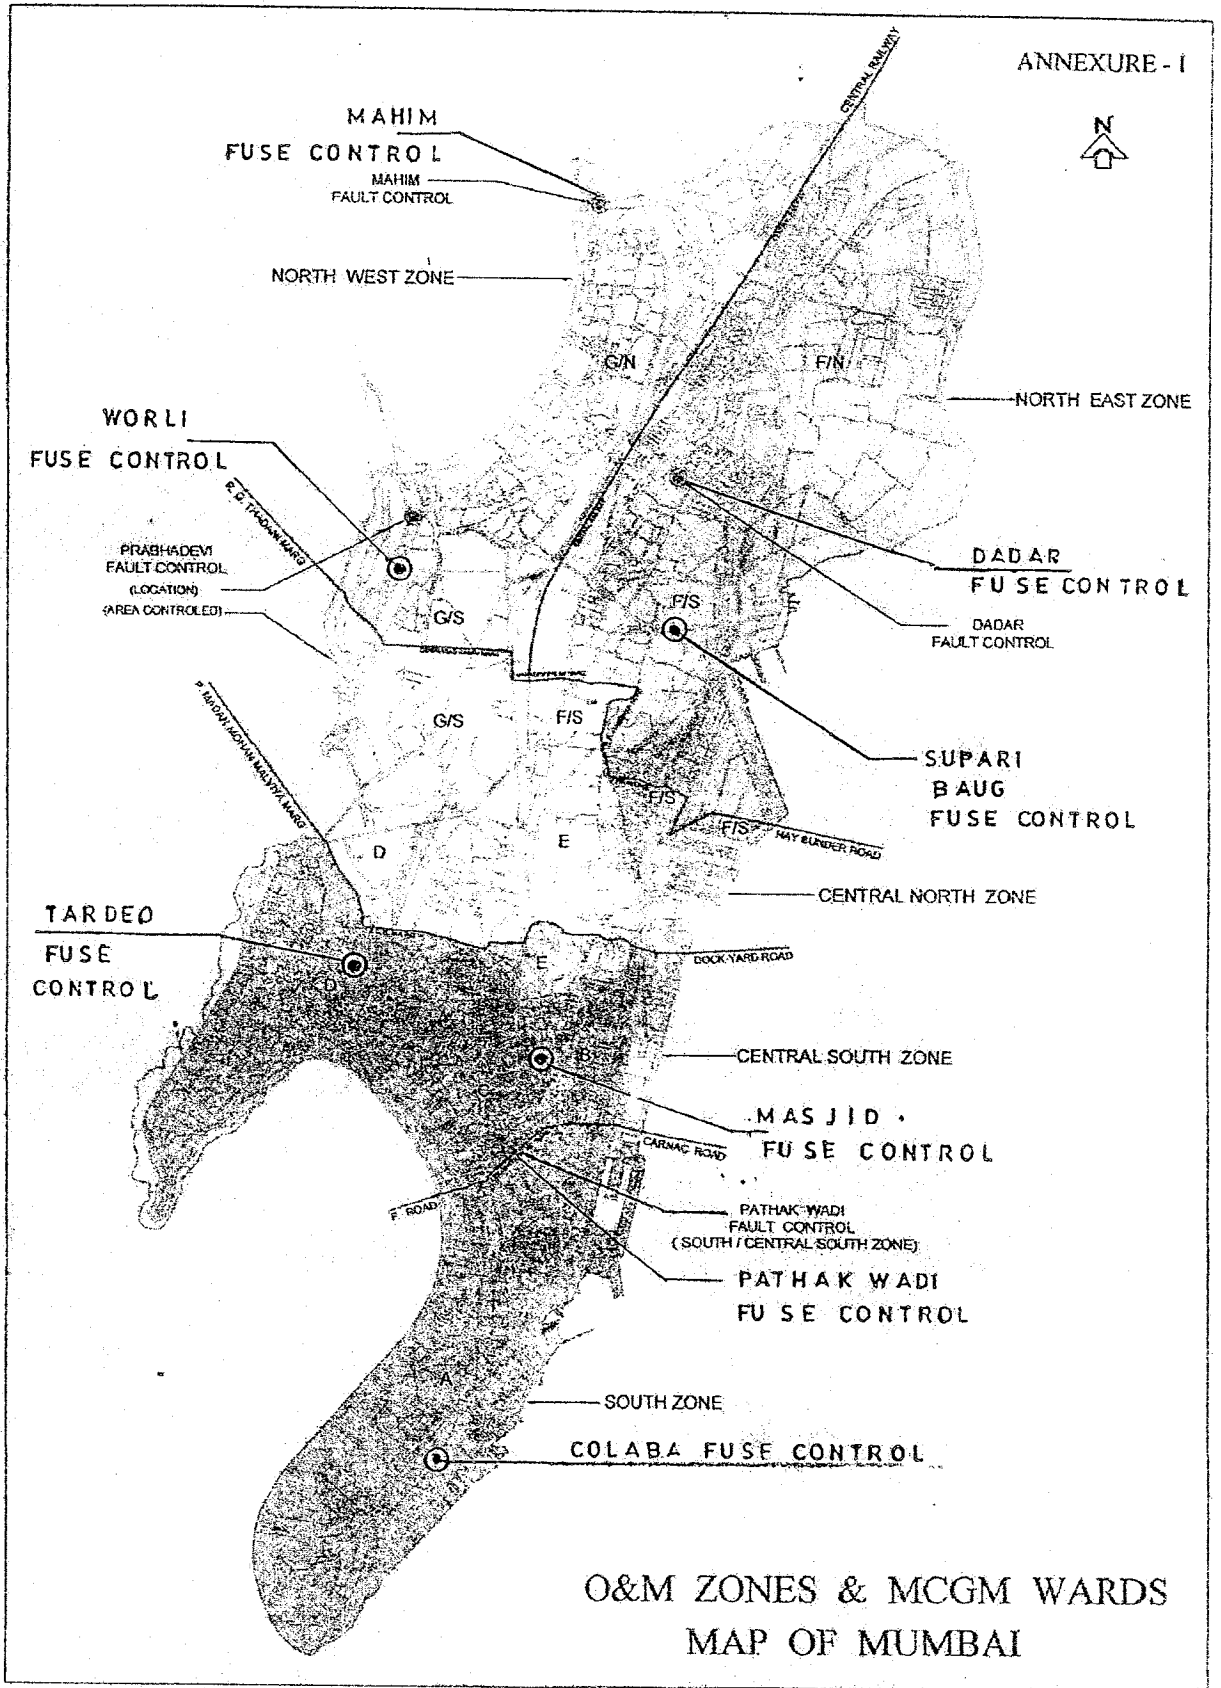 ANNEXURE - I
N
CENTRAL RAILWAY
MAHIM
FUSE CONTROL
MAHIM
FAULT CONTROL
NORTH WEST ZONE
G/N
F/N
NORTH EAST ZONE
WORLI
FUSE CONTROL
PRABHADEVI
FAULT CONTROL
(LOCATION)
(AREA CONTROLED)
DADAR
FUSE CONTROL
DADAR
FAULT CONTROL
G/S
F/S
G/S
F/S
P. MADAN MOHAN MALVIYA MARG
SUPARI
BAUG
FUSE CONTROL
F/S
F/S
HAY BUNDER ROAD
D
E
CENTRAL NORTH ZONE
TARDEO
FUSE
CONTROL
E
DOCK YARD ROAD
D
B
C
CENTRAL SOUTH ZONE
MASJID
FUSE CONTROL
CARNAC ROAD
F. ROAD
PATHAK WADI
FAULT CONTROL
( SOUTH / CENTRAL SOUTH ZONE)
PATHAK WADI
FUSE CONTROL
A
SOUTH ZONE
COLABA FUSE CONTROL
O&M ZONES & MCGM WARDS
MAP OF MUMBAI